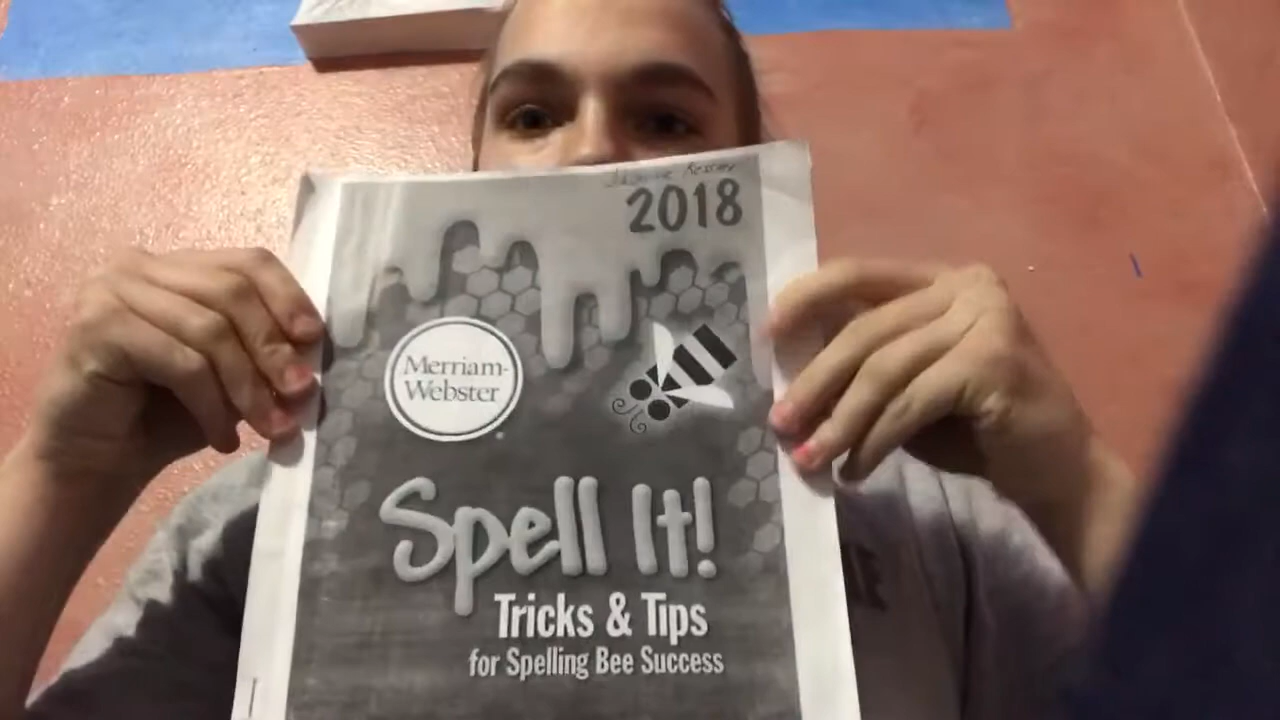 2018
Merriam-
Webster
Spell It!
Tricks & Tips
for Spelling Bee Success